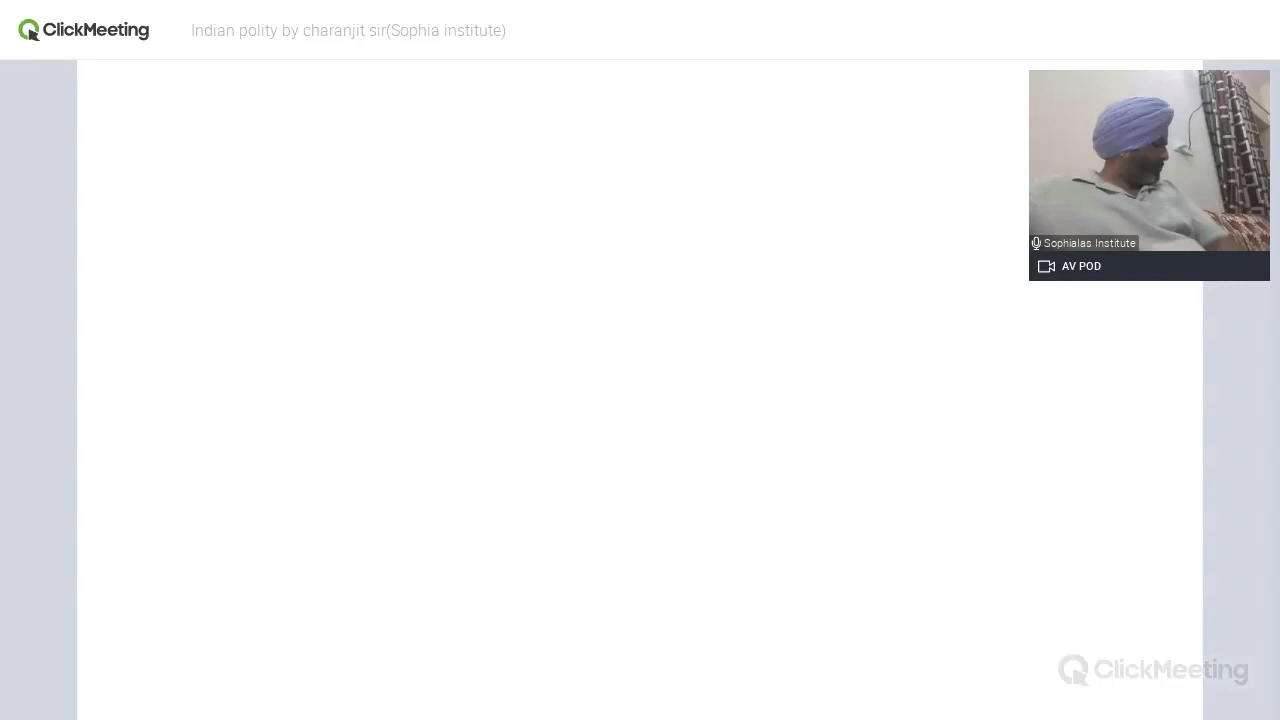 ClickMeeting
Indian polity by charanjit sir(Sophia institute)
Sophialas Institute
AV POD
ClickMeeting